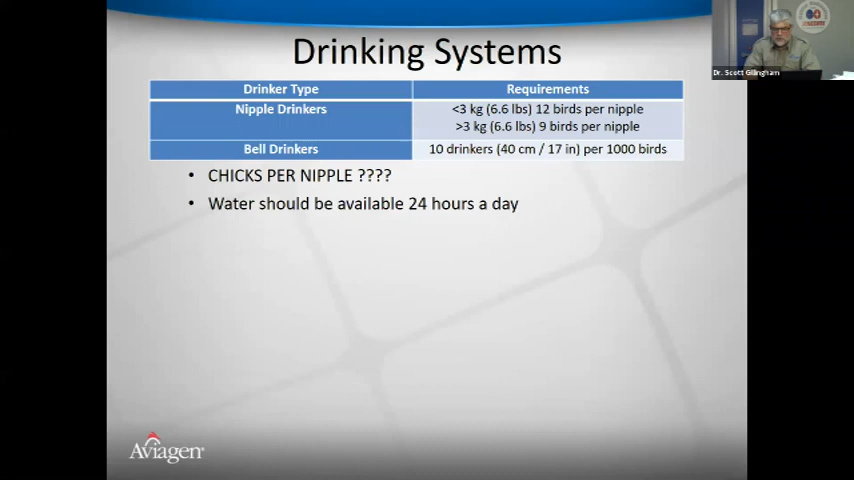 Drinking Systems
Dr. Scott Gillingham
Drinker Type Requirements
Nipple Drinkers <3 kg (6.6 lbs) 12 birds per nipple
>3 kg (6.6 lbs) 9 birds per nipple
Bell Drinkers 10 drinkers (40 cm / 17 in) per 1000 birds
• CHICKS PER NIPPLE ????
• Water should be available 24 hours a day
Aviagen